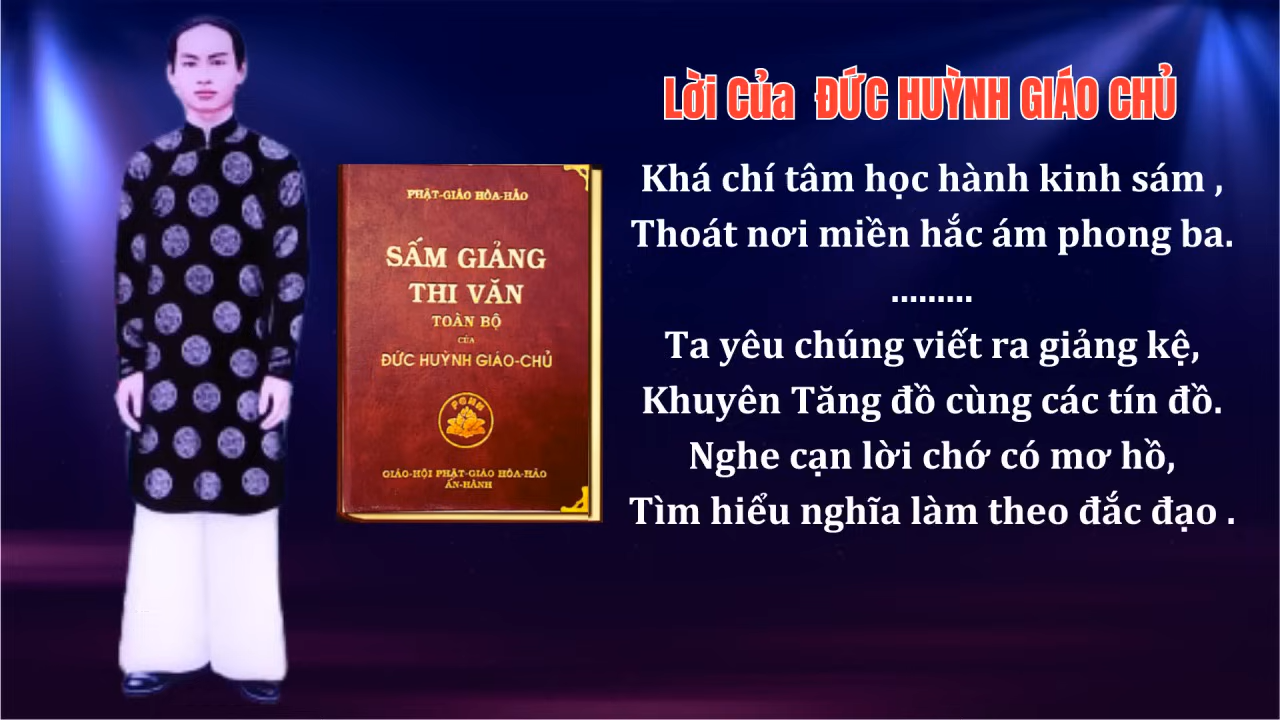 Lời Của ĐỨC HUỲNH GIÁO CHỦ
Khá chí tâm học hành kinh sám ,
Thoát nơi miền hắc ám phong ba.
.........
Ta yêu chúng viết ra giảng kệ,
Khuyên Tăng đồ cùng các tín đồ.
Nghe cạn lời chớ có mơ hồ,
Tìm hiểu nghĩa làm theo đắc đạo .
PHẬT-GIÁO HÒA-HẢO
SẤM GIẢNG
THI VĂN
TOÀN BỘ
CỦA
ĐỨC HUỲNH GIÁO-CHỦ
PGHH
GIÁO-HỘI PHẬT-GIÁO HÒA-HẢO
ẤN-HÀNH